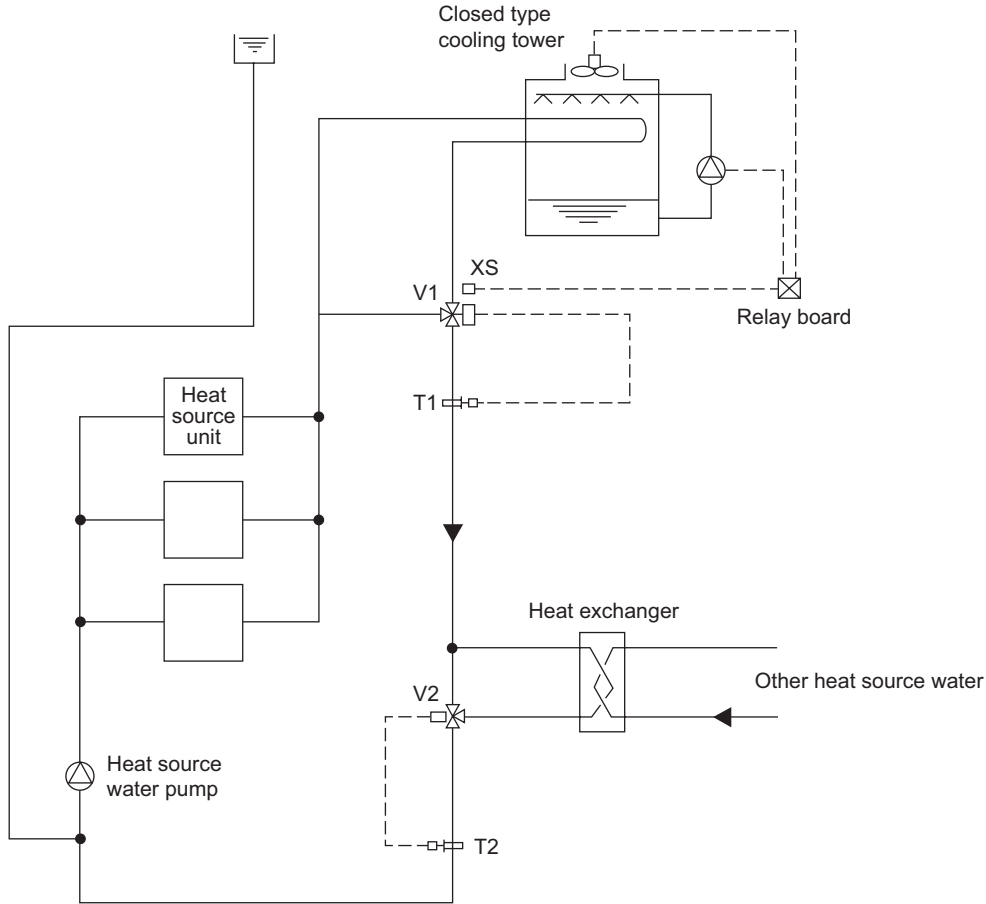 Closed type
cooling tower
XS
V1
Relay board
T1
Heat
source
unit
Heat exchanger
Other heat source water
V2
Heat source
water pump
T2